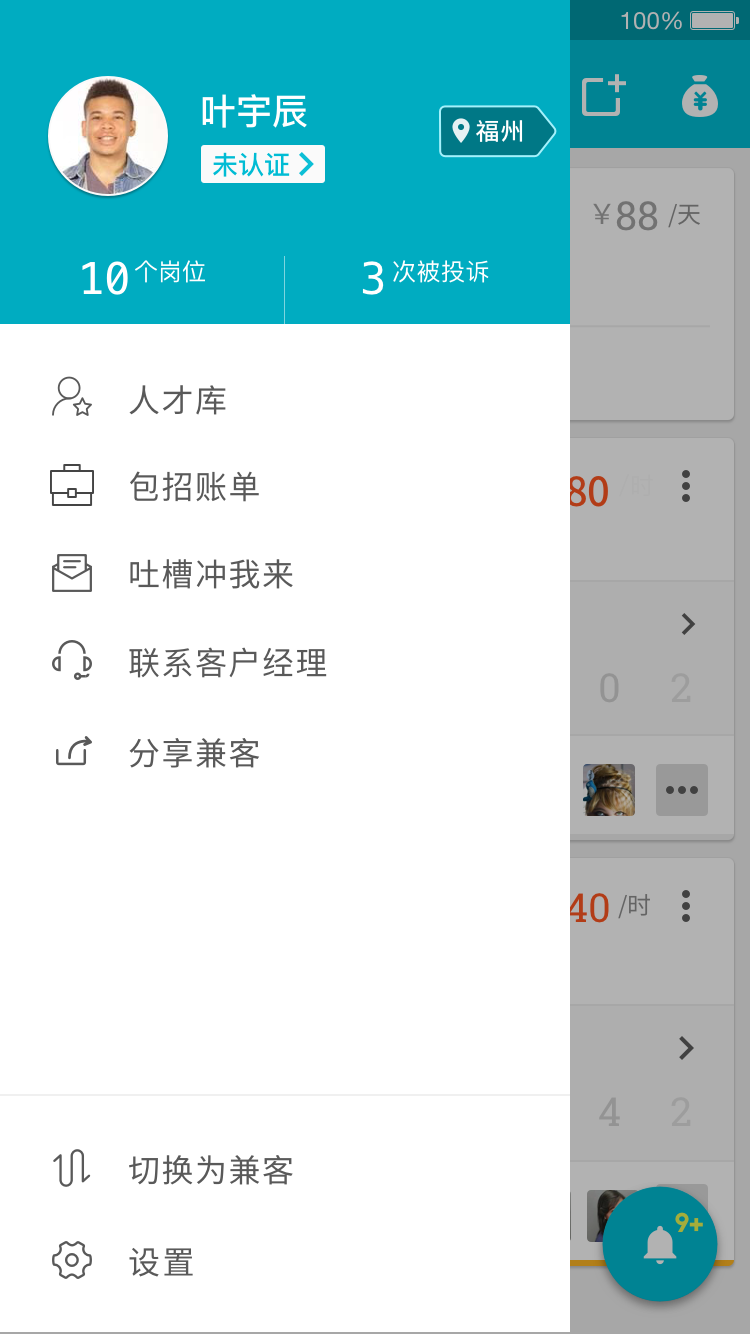 100%
叶宇辰
未认证
福州
10个岗位
3次被投诉
¥88 /天
人才库
80 /时
包招账单
吐槽冲我来
联系客户经理
0 2
分享兼客
40 /时
4 2
切换为兼客
9+
设置